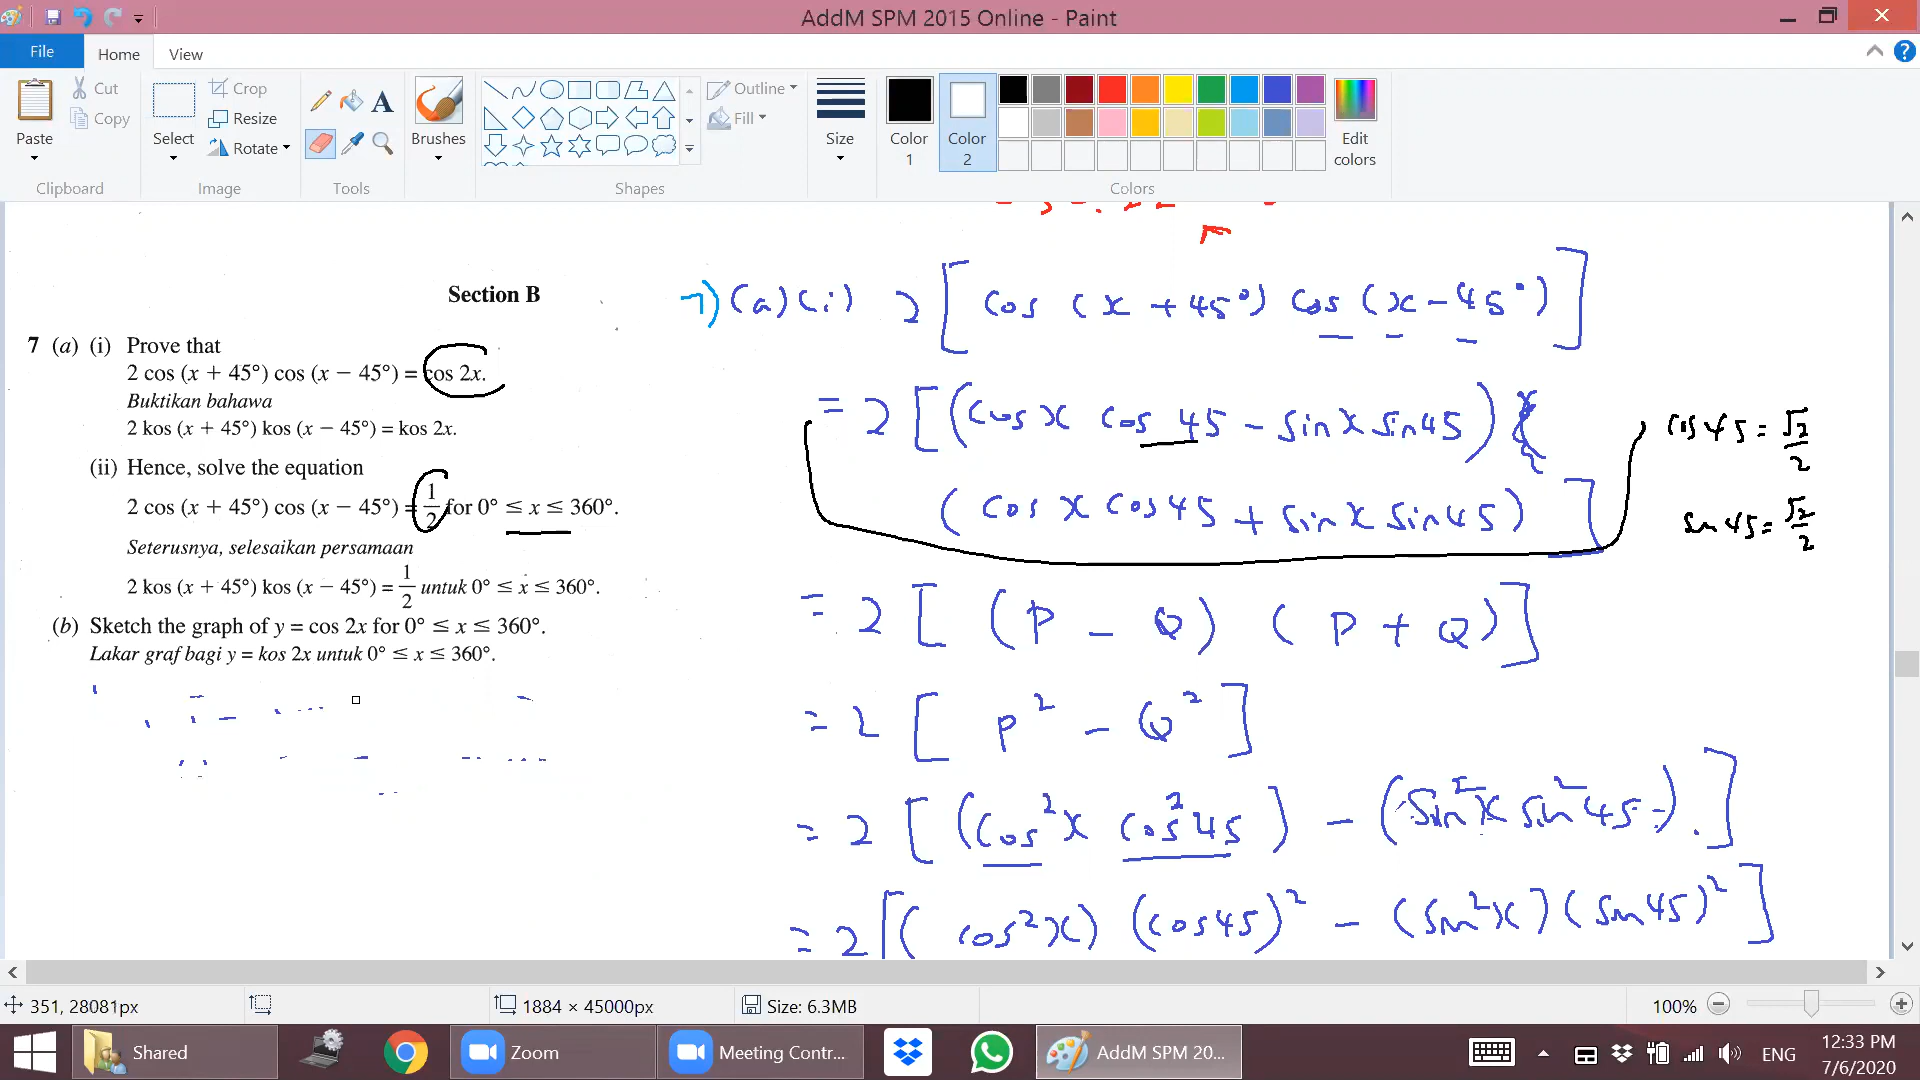 AddM SPM 2015 Online - Paint
File Home View
Paste Cut Copy Clipboard
Select Crop Resize Rotate Image
Tools
Brushes
Shapes
Outline Fill
Size
Color 1 Color 2
Edit colors
Colors
Section B
7 (a) (i) Prove that
2 cos (x + 45°) cos (x − 45°) = cos 2x.
Buktikan bahawa
2 kos (x + 45°) kos (x − 45°) = kos 2x.
(ii) Hence, solve the equation
2 cos (x + 45°) cos (x − 45°) = 1/2 for 0° ≤ x ≤ 360°.
Seterusnya, selesaikan persamaan
2 kos (x + 45°) kos (x − 45°) = 1/2 untuk 0° ≤ x ≤ 360°.
(b) Sketch the graph of y = cos 2x for 0° ≤ x ≤ 360°.
Lakar graf bagi y = kos 2x untuk 0° ≤ x ≤ 360°.
7) (a) (i) 2 [cos (x + 45°) cos (x − 45°)]
= 2 [(cos x cos 45 − sin x sin 45)
(cos x cos 45 + sin x sin 45)]
cos 45 = √2/2
sin 45 = √2/2
= 2 [(P − Q) (P + Q)]
= 2 [P² − Q²]
= 2 [(cos² x cos² 45) − (sin² x sin² 45)]
= 2 [(cos² x) (cos 45)² − (sin² x) (sin 45)²]
351, 28081px
1884 × 45000px
Size: 6.3MB
100%
Shared
Zoom
Meeting Contr...
AddM SPM 20...
ENG
12:33 PM
7/6/2020